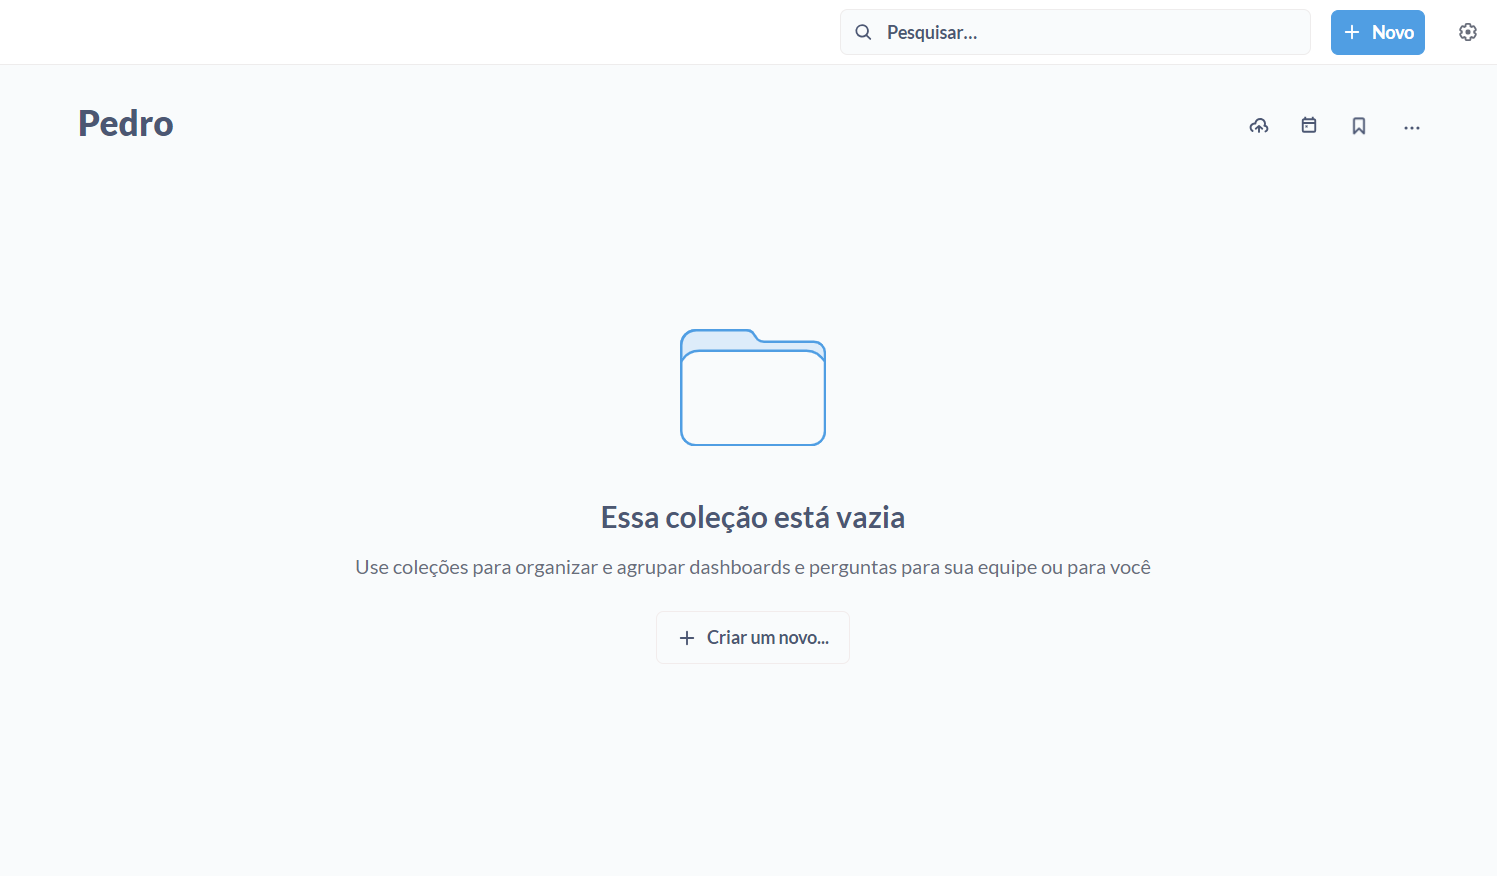 Pesquisar...
Novo
Pedro
Essa coleção está vazia
Use coleções para organizar e agrupar dashboards e perguntas para sua equipe ou para você
Criar um novo...